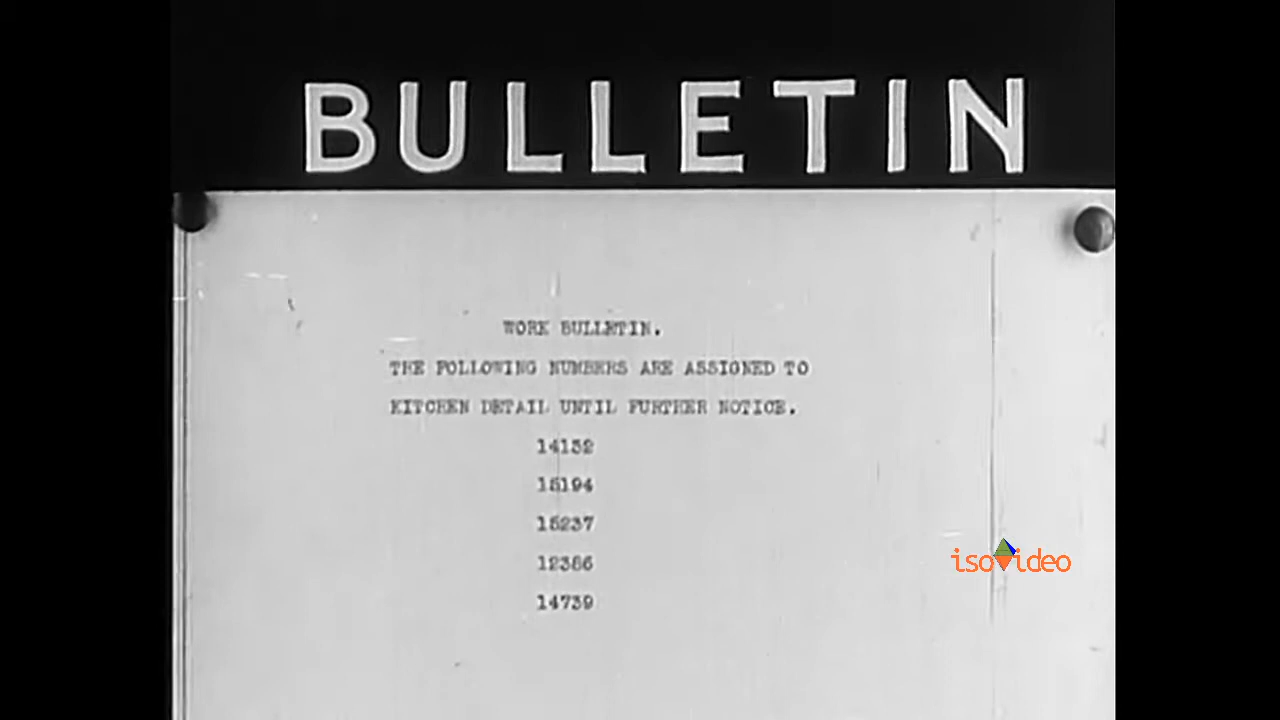 BULLETIN
WORK BULLETIN.
THE FOLLOWING NUMBERS ARE ASSIGNED TO
KITCHEN DETAIL UNTIL FURTHER NOTICE.
14152
15194
15237
12386
14739
isovideo